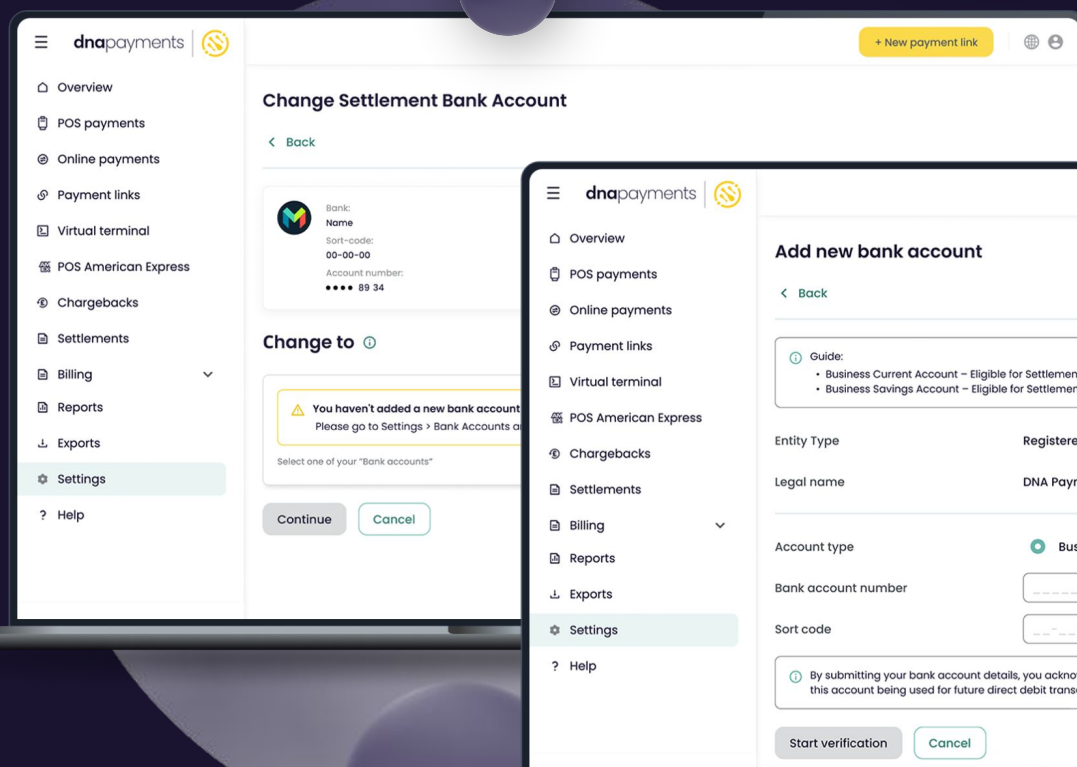 dnapayments
+ New payment link
Overview
POS payments
Online payments
Payment links
Virtual terminal
POS American Express
Chargebacks
Settlements
Billing
Reports
Exports
Settings
? Help
Change Settlement Bank Account
Back
Bank:
Name
Sort-code:
00-00-00
Account number:
•••• 89 34
Change to
You haven't added a new bank account
Please go to Settings > Bank Accounts
Select one of your "Bank accounts"
Continue
Cancel
dnapayments
Overview
POS payments
Online payments
Payment links
Virtual terminal
POS American Express
Chargebacks
Settlements
Billing
Reports
Exports
Settings
? Help
Add new bank account
Back
Guide:
• Business Current Account – Eligible for Settlemen
• Business Savings Account – Eligible for Settlemen
Entity Type
Registere
Legal name
DNA Payr
Account type
Bus
Bank account number
Sort code
By submitting your bank account details, you ackno
this account being used for future direct debit trans
Start verification
Cancel